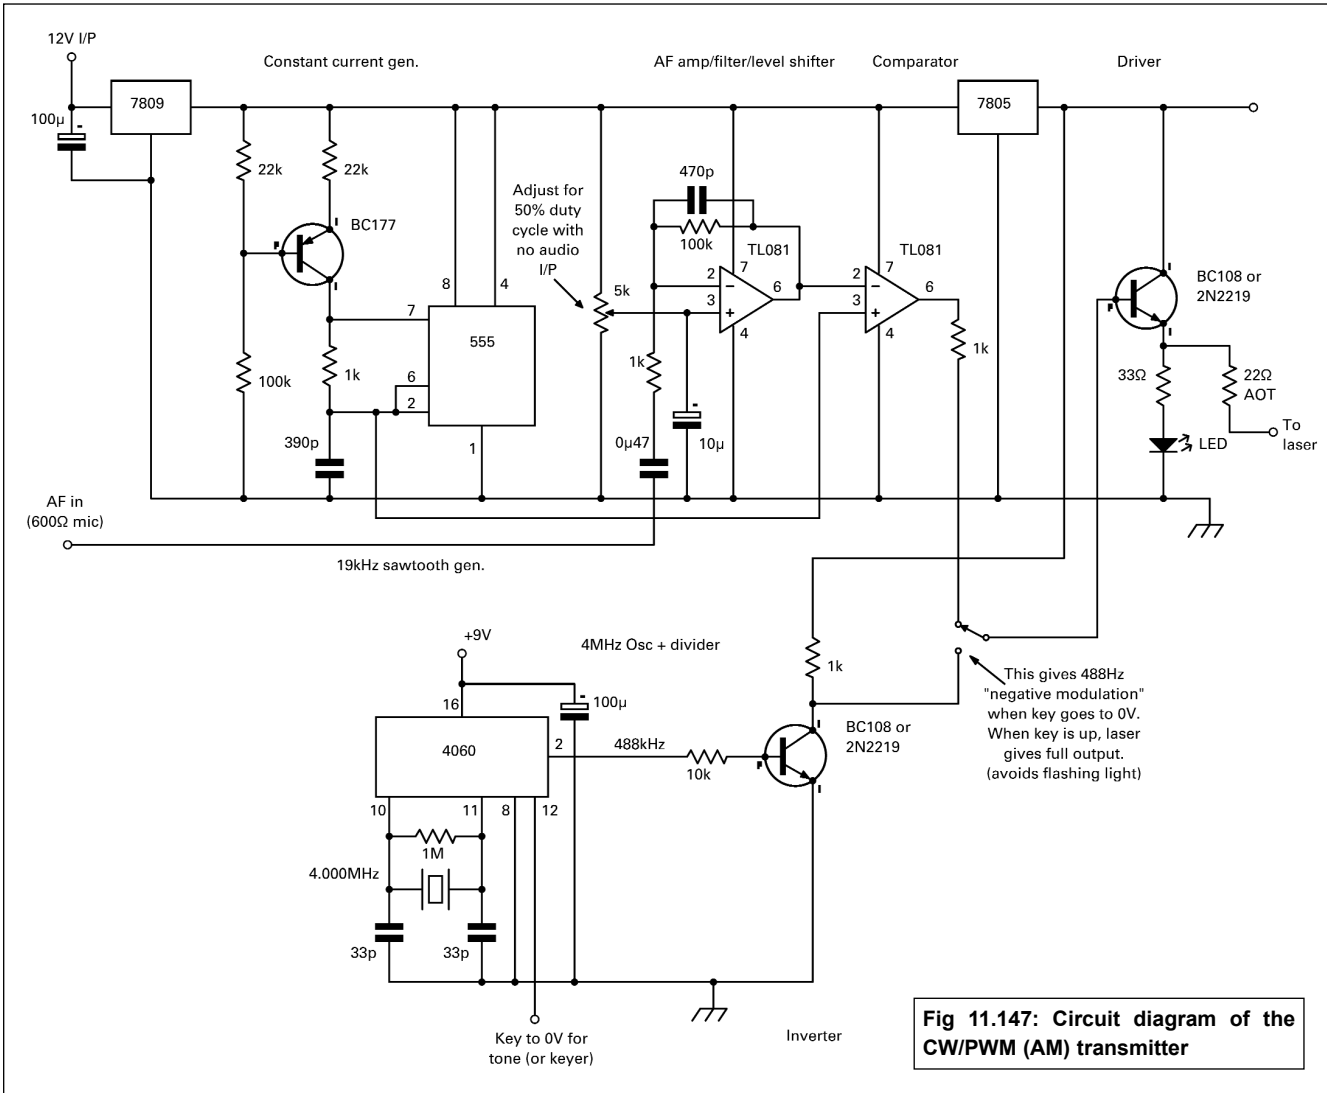 12V I/P
Constant current gen.
AF amp/filter/level shifter
Comparator
Driver
7809
7805
100µ
-
22k
22k
470p
Adjust for
50% duty
cycle with
no audio
I/P
BC177
100k
TL081
TL081
BC108 or
2N2219
8
4
2
7
6
2
7
6
5k
3
3
7
555
4
4
1k
100k
1k
6
1k
33Ω
22Ω
AOT
2
-
To
laser
390p
1
0µ47
10µ
LED
AF in
(600Ω mic)
19kHz sawtooth gen.
+9V
4MHz Osc + divider
1k
This gives 488Hz
"negative modulation"
when key goes to 0V.
When key is up, laser
gives full output.
(avoids flashing light)
16
-
100µ
BC108 or
2N2219
4060
2
488kHz
10k
10
11
8
12
1M
4.000MHz
33p
33p
Key to 0V for
tone (or keyer)
Inverter
Fig 11.147: Circuit diagram of the
CW/PWM (AM) transmitter